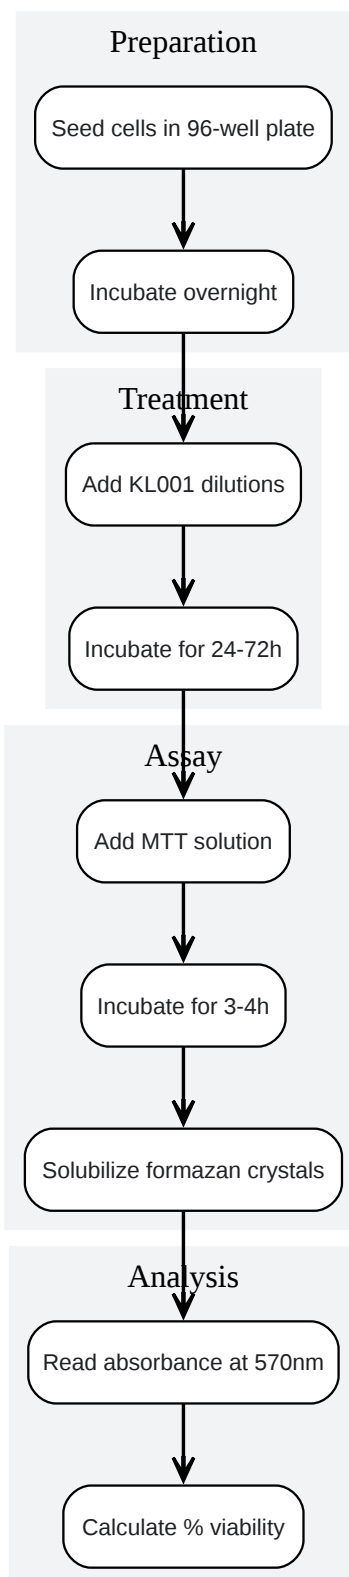 Preparation
Seed cells in 96-well plate
Incubate overnight
Treatment
Add KL001 dilutions
Incubate for 24-72h
Assay
Add MTT solution
Incubate for 3-4h
Solubilize formazan crystals
Analysis
Read absorbance at 570nm
Calculate % viability